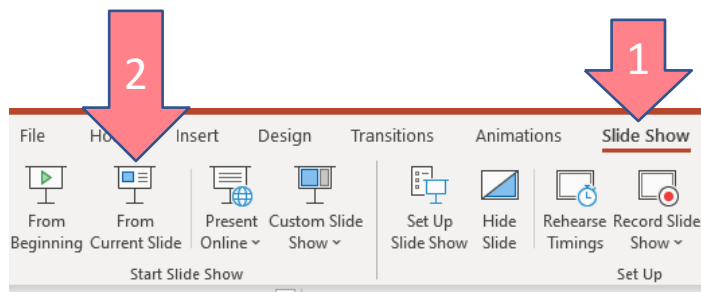 2
1
File Ho Insert Design Transitions Animations Slide Show
From Beginning
From Current Slide
Present Online
Custom Slide Show
Set Up Slide Show
Hide Slide
Rehearse Timings
Record Slide Show
Start Slide Show
Set Up